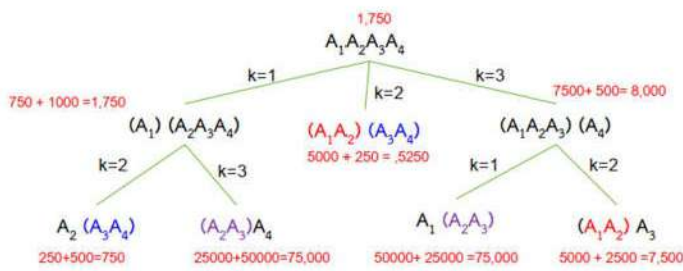 1,750
A₁A₂A₃A₄
k=1
k=2
k=3
750 + 1000 =1,750
7500+ 500= 8,000
(A₁) (A₂A₃A₄)
(A₁A₂) (A₃A₄)
(A₁A₂A₃) (A₄)
5000 + 250 = ,5250
k=2
k=3
k=1
k=2
A₂ (A₃A₄)
(A₂A₃)A₄
A₁ (A₂A₃)
(A₁A₂) A₃
250+500=750
25000+50000=75,000
50000+ 25000=75,000
5000 + 2500 =7,500